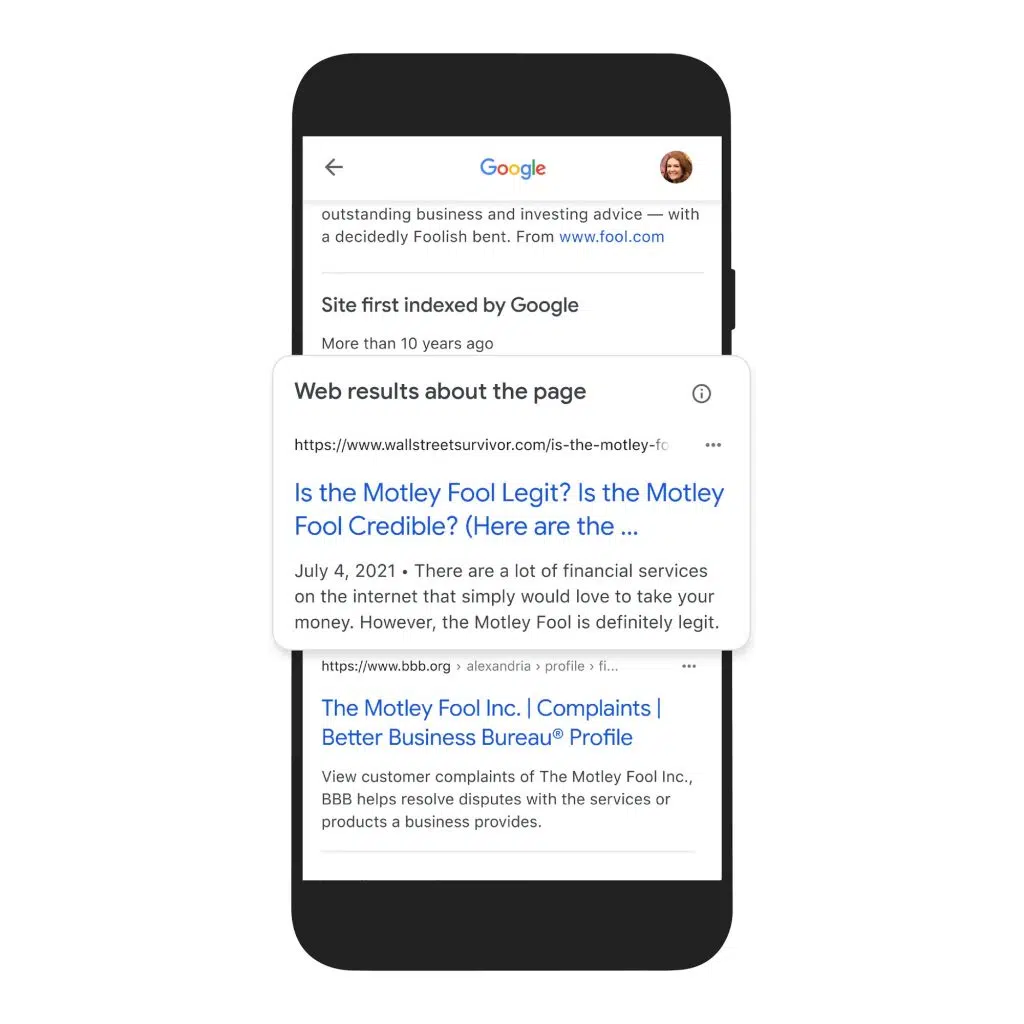 Google
outstanding business and investing advice — with
a decidedly Foolish bent. From www.fool.com
Site first indexed by Google
More than 10 years ago
Web results about the page
https://www.wallstreetsurvivor.com/is-the-motley-fo
Is the Motley Fool Legit? Is the Motley
Fool Credible? (Here are the ...
July 4, 2021 • There are a lot of financial services
on the internet that simply would love to take your
money. However, the Motley Fool is definitely legit.
https://www.bbb.org › alexandria › profile › fi...
The Motley Fool Inc. | Complaints |
Better Business Bureau® Profile
View customer complaints of The Motley Fool Inc.,
BBB helps resolve disputes with the services or
products a business provides.